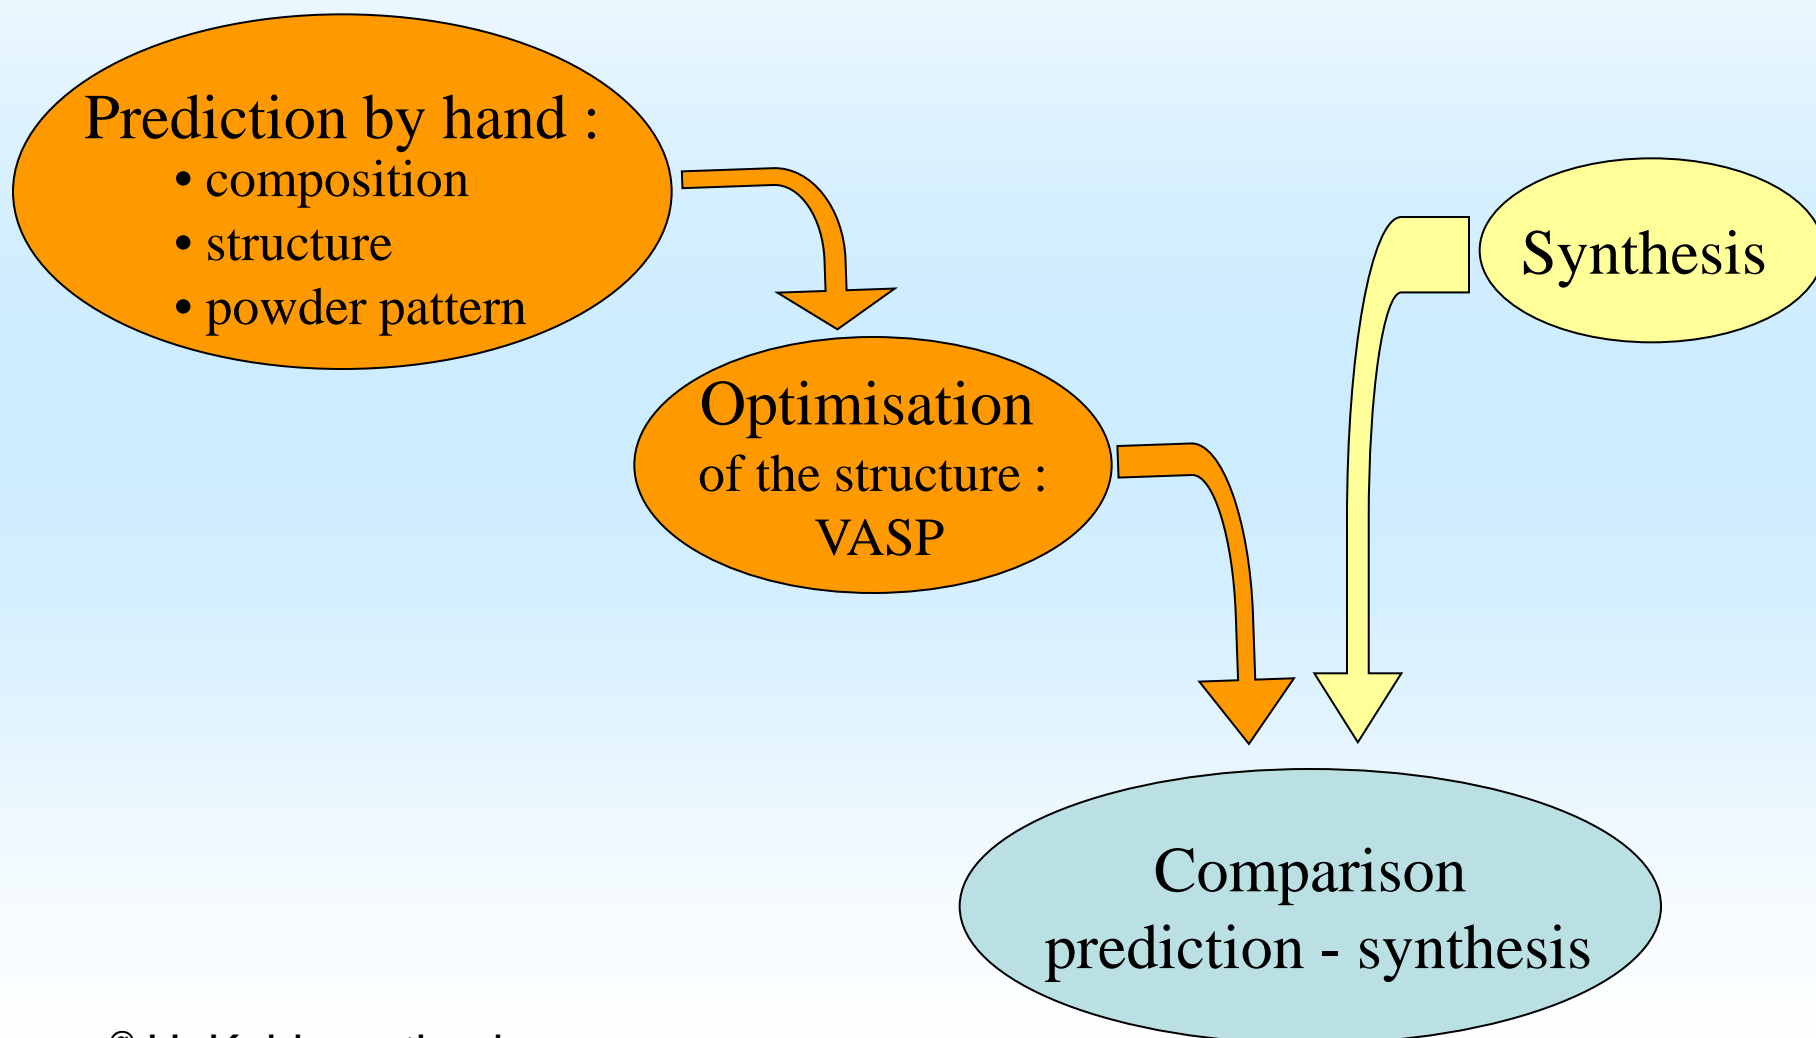 Prediction by hand :
• composition
• structure
• powder pattern
Synthesis
Optimisation
of the structure :
VASP
Comparison
prediction - synthesis